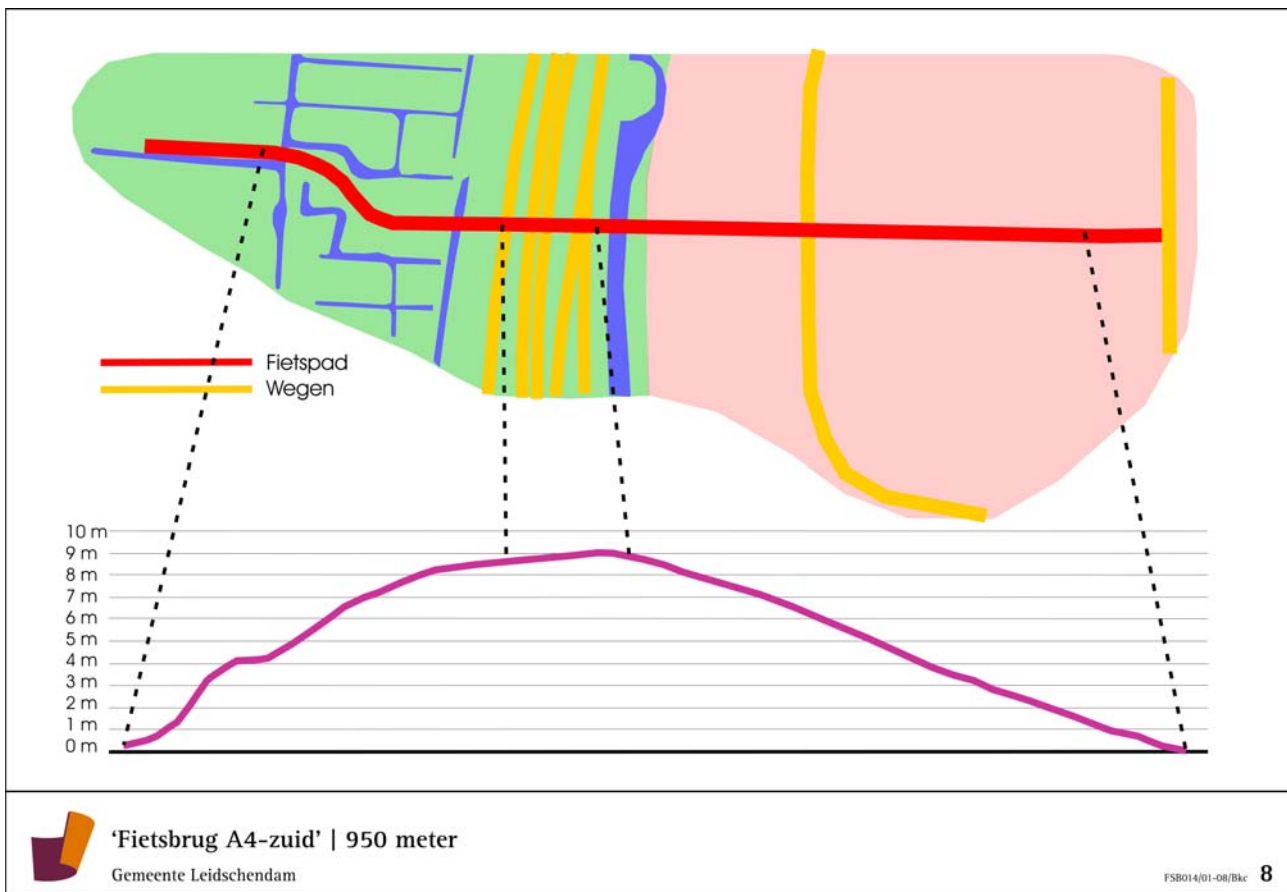 Fietspad
Wegen
10 m
9 m
8 m
7 m
6 m
5 m
4 m
3 m
2 m
1 m
0 m
‘Fietsbrug A4-zuid’ | 950 meter
Gemeente Leidschendam
FSB014/01-08/Bkc 8